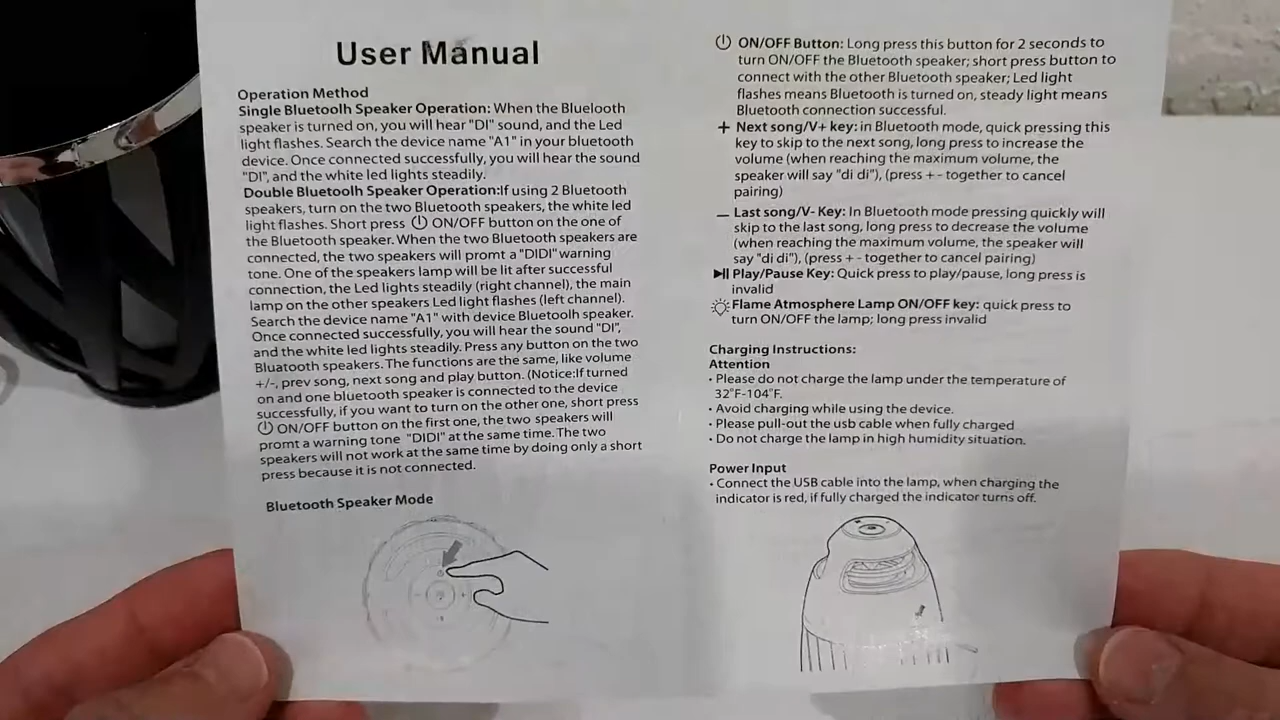 User Manual
Operation Method
Single Bluetoolh Speaker Operation: When the Bluelooth
speaker is turned on, you will hear "DI" sound, and the Led
light flashes. Search the device name "A1" in your bluetooth
device. Once connected successfully, you will hear the sound
"DI", and the white led lights steadily.
Double Bluetoolh Speaker Operation:If using 2 Bluetooth
speakers, turn on the two Bluetooth speakers, the white led
light flashes. Short press ⏻ ON/OFF button on the one of
the Bluetooth speaker. When the two Bluetooth speakers are
connected, the two speakers will promt a "DIDI" warning
tone. One of the speakers lamp will be lit after successful
connection, the Led lights steadily (right channel), the main
lamp on the other speakers Led light flashes (left channel).
Search the device name "A1" with device Bluetoolh speaker.
Once connected successfully, you will hear the sound "DI",
and the white led lights steadily. Press any button on the two
Bluatooth speakers. The functions are the same, like volume
+/-, prev song, next song and play button. (Notice:If turned
on and one bluetooth speaker is connected to the device
successfully, if you want to turn on the other one, short press
⏻ ON/OFF button on the first one, the two speakers will
promt a warning tone "DIDI" at the same time. The two
speakers will not work at the same time by doing only a short
press because it is not connected.
Bluetooth Speaker Mode
⏻ ON/OFF Button: Long press this button for 2 seconds to
turn ON/OFF the Bluetooth speaker; short press button to
connect with the other Bluetooth speaker; Led light
flashes means Bluetooth is turned on, steady light means
Bluetooth connection successful.
+ Next song/V+ key: in Bluetooth mode, quick pressing this
key to skip to the next song, long press to increase the
volume (when reaching the maximum volume, the
speaker will say "di di"), (press + - together to cancel
pairing)
— Last song/V- Key: In Bluetooth mode pressing quickly will
skip to the last song, long press to decrease the volume
(when reaching the maximum volume, the speaker will
say "di di"), (press + - together to cancel pairing)
Play/Pause Key: Quick press to play/pause, long press is
invalid
Flame Atmosphere Lamp ON/OFF key: quick press to
turn ON/OFF the lamp; long press invalid
Charging Instructions:
Attention
· Please do not charge the lamp under the temperature of
32°F-104°F.
· Avoid charging while using the device.
· Please pull-out the usb cable when fully charged
· Do not charge the lamp in high humidity situation.
Power Input
· Connect the USB cable into the lamp, when charging the
indicator is red, if fully charged the indicator turns off.